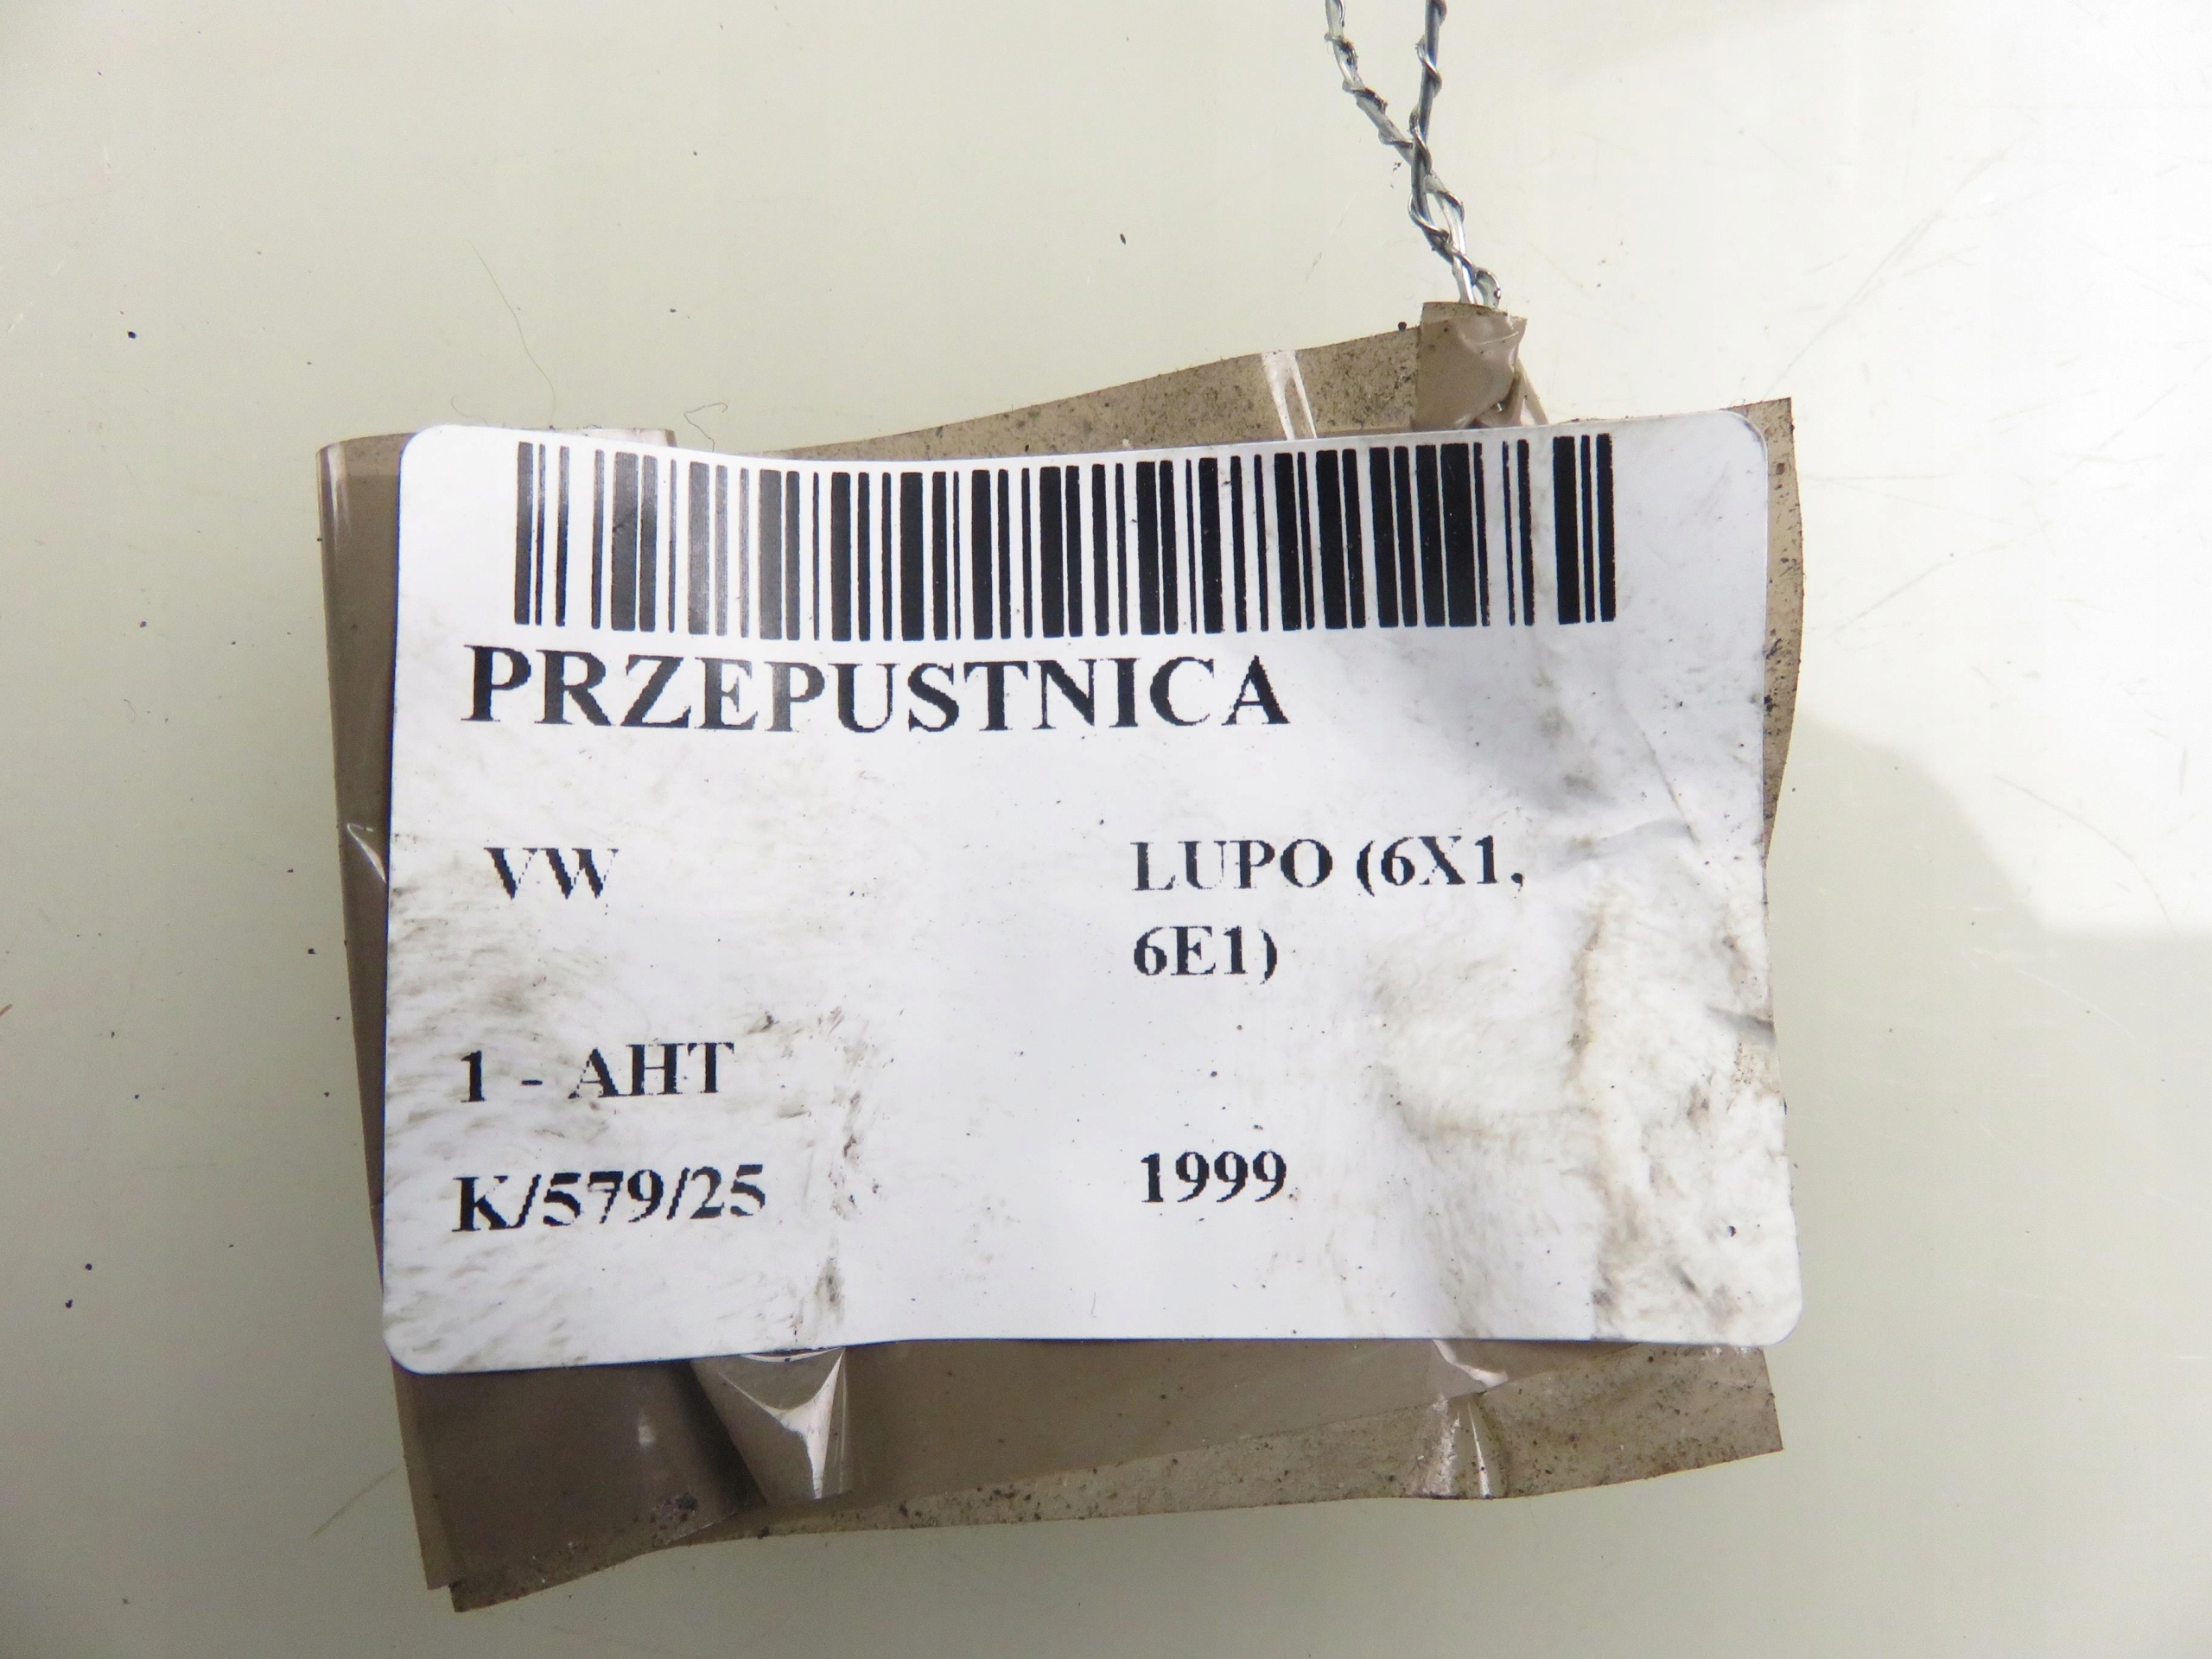 PRZEPUSTNICA
VW
LUPO (6X1,
6E1)
1 - AHT
K/579/25
1999